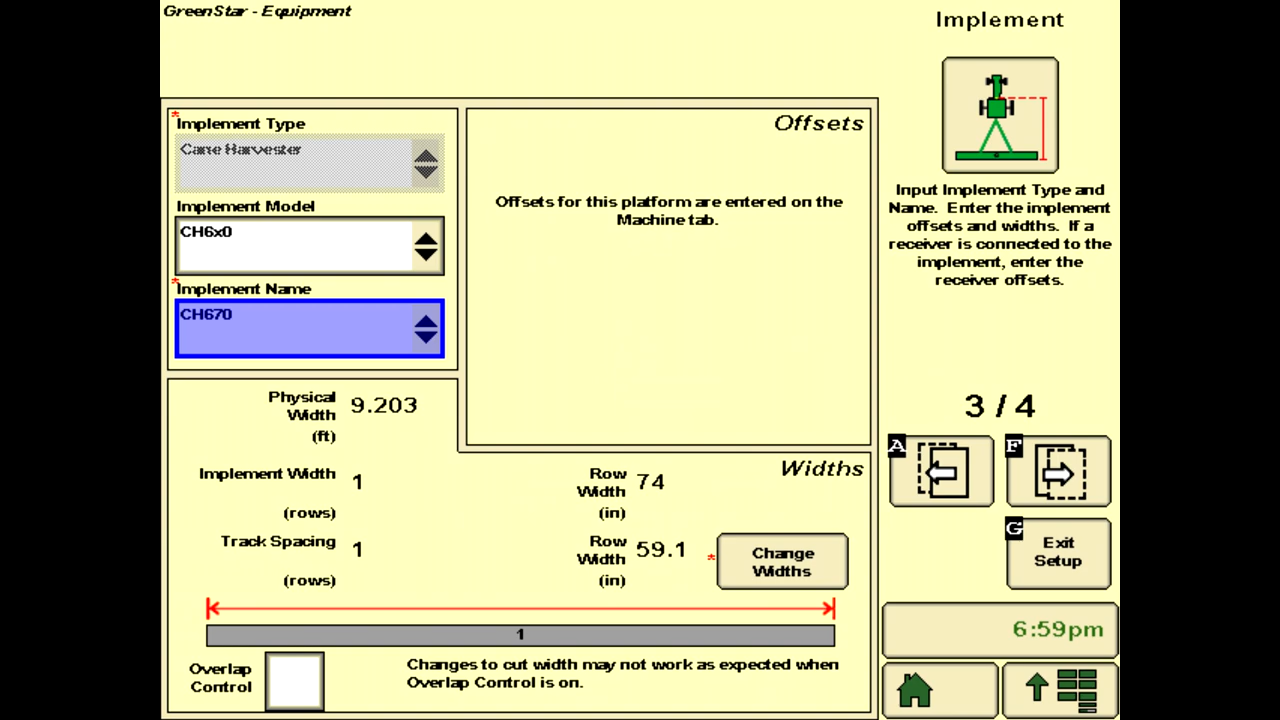 GreenStar - Equipment
Implement
*Implement Type
Cane Harvester
Implement Model
CH6x0
*Implement Name
CH670
Offsets
Offsets for this platform are entered on the
Machine tab.
Input Implement Type and
Name. Enter the implement
offsets and widths. If a
receiver is connected to the
implement, enter the
receiver offsets.
3 / 4
A
F
G
Exit
Setup
Physical
Width
(ft)
9.203
Widths
Implement Width
(rows)
1
Row
Width
(in)
74
Track Spacing
(rows)
1
Row
Width
(in)
59.1
*
Change
Widths
1
Overlap
Control
Changes to cut width may not work as expected when
Overlap Control is on.
6:59pm